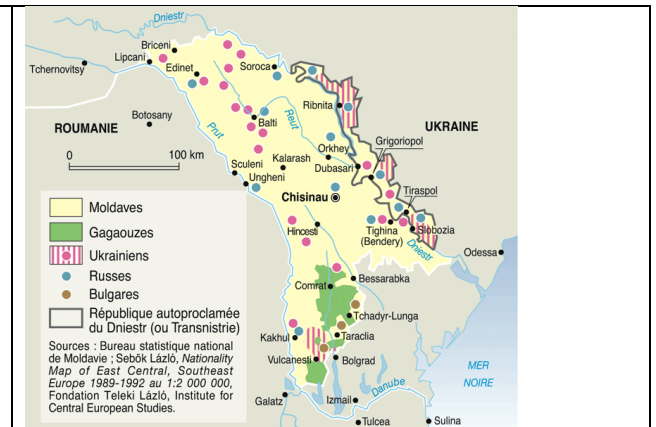 Dniestr
Briceni
Lipcani
Tchernovitsy
Edinet
Soroca
Ribnita
Botosany
Balti
Reut
Prut
ROUMANIE
UKRAINE
Grigoriopol
Orkhey
Kalarash
Dubasari
0 100 km
Sculeni
Ungheni
Chisinau
Tiraspol
Hincesti
Tighina
(Bendery)
Slobozia
Dniestr
Odessa
Moldaves
Gagaouzes
Ukrainiens
Russes
Bulgares
République autoproclamée
du Dniestr (ou Transnistrie)
Sources : Bureau statistique national
de Moldavie ; Sebök Lázló, Nationality
Map of East Central, Southeast
Europe 1989-1992 au 1:2 000 000,
Fondation Teleki Lázló, Institute for
Central European Studies.
Bessarabka
Comrat
Tchadyr-Lunga
Kakhul
Taraclia
Vulcanesti
Bolgrad
MER
NOIRE
Danube
Galatz
Izmail
Tulcea
Sulina